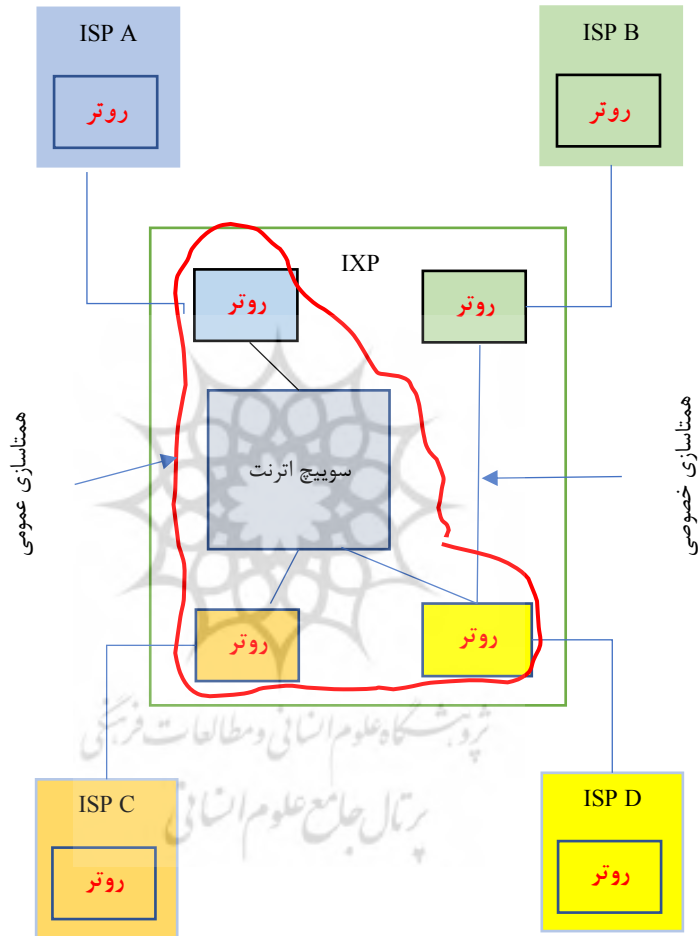 ISP A
روتر
ISP B
روتر
IXP
روتر
روتر
سوییچ اترنت
همتاسازی عمومی
همتاسازی خصوصی
روتر
روتر
پژوهشگاه علوم انسانی و مطالعات فرهنگی
پرتال جامع علوم انسانی
ISP C
روتر
ISP D
روتر